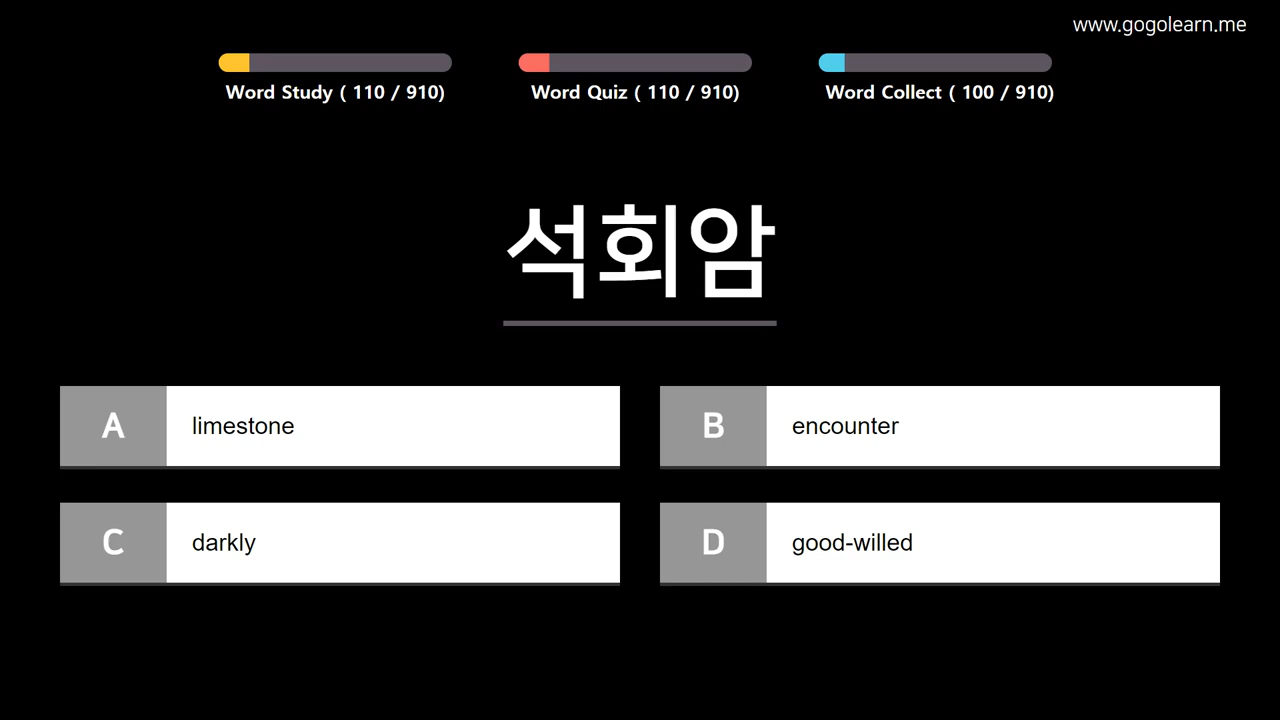 www.gogolearn.me
Word Study ( 110 / 910)
Word Quiz ( 110 / 910)
Word Collect ( 100 / 910)
석회암
A limestone
B encounter
C darkly
D good-willed